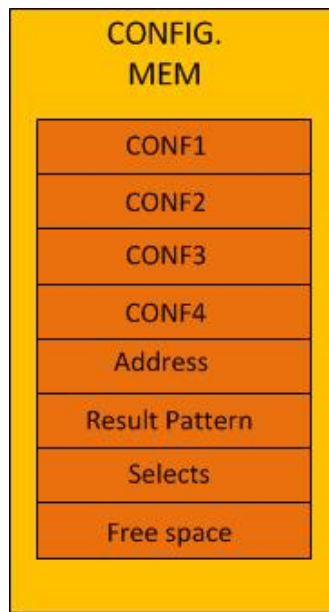 CONFIG.
MEM
CONF1
CONF2
CONF3
CONF4
Address
Result Pattern
Selects
Free space